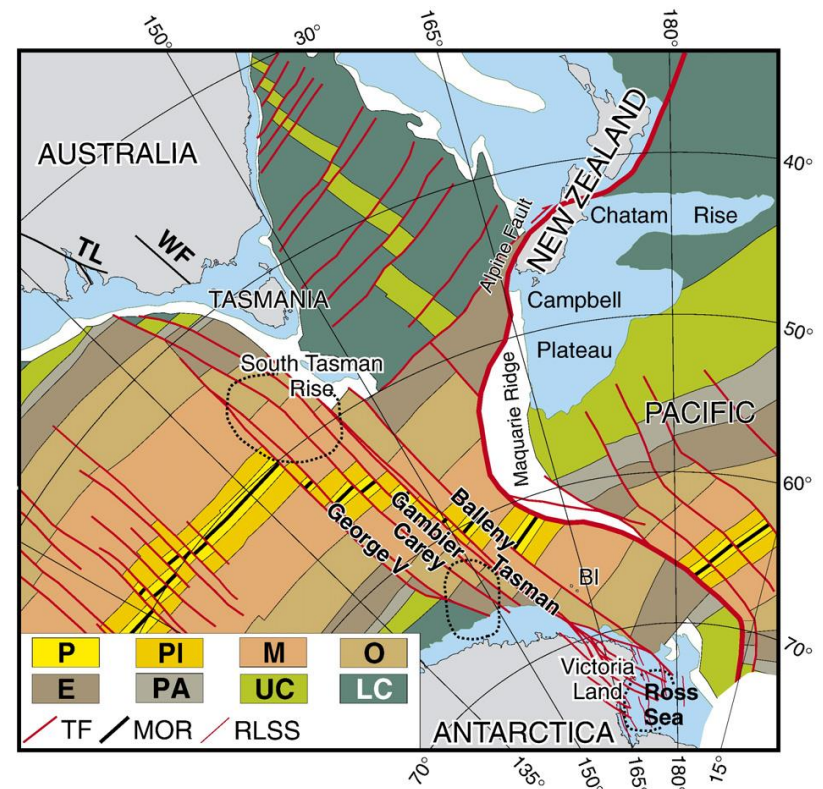 150°
30°
165°
180°
AUSTRALIA
NEW ZEALAND
40°
Chatam Rise
Alpine Fault
TL
WF
TASMANIA
Campbell
Plateau
50°
South Tasman
Rise
Maquarie Ridge
PACIFIC
60°
Balleny
Gambier
Carey
George V
Tasman
BI
70°
P
PI
M
O
E
PA
UC
LC
TF
MOR
RLSS
Victoria
Land
Ross
Sea
ANTARCTICA
70°
135°
150°
165°
180°
15°